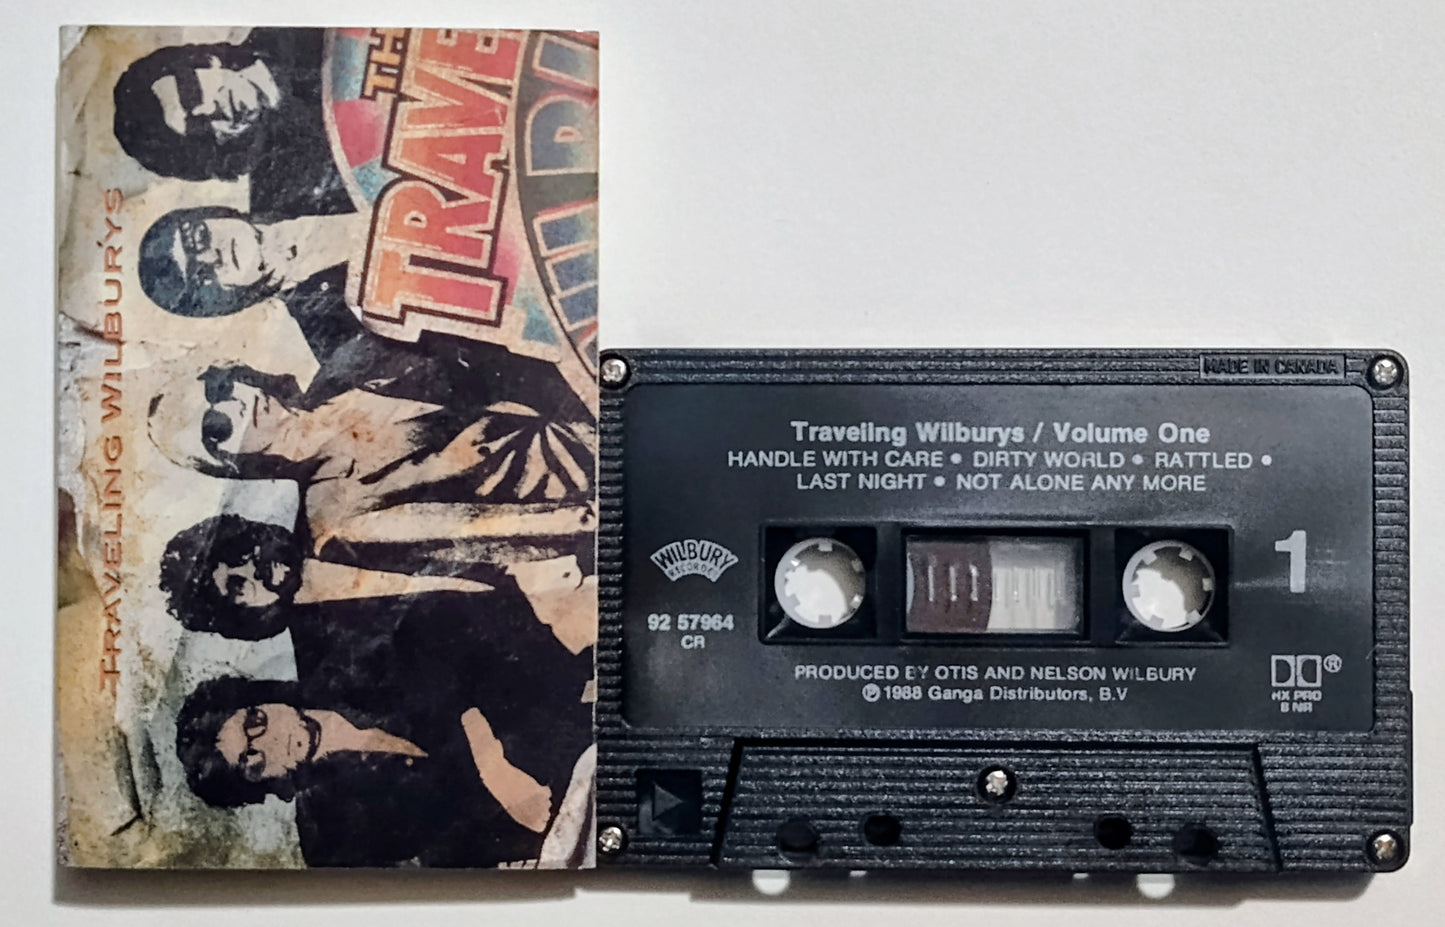 TRAVELING WILBURYS
TH
TRAVE
MADE IN CANADA
Traveling Wilburys / Volume One
HANDLE WITH CARE • DIRTY WORLD • RATTLED •
LAST NIGHT • NOT ALONE ANY MORE
WILBURY
RECORDS
1
92 57964
CR
PRODUCED BY OTIS AND NELSON WILBURY
℗ 1988 Ganga Distributors, B.V
HX PRO
B NR